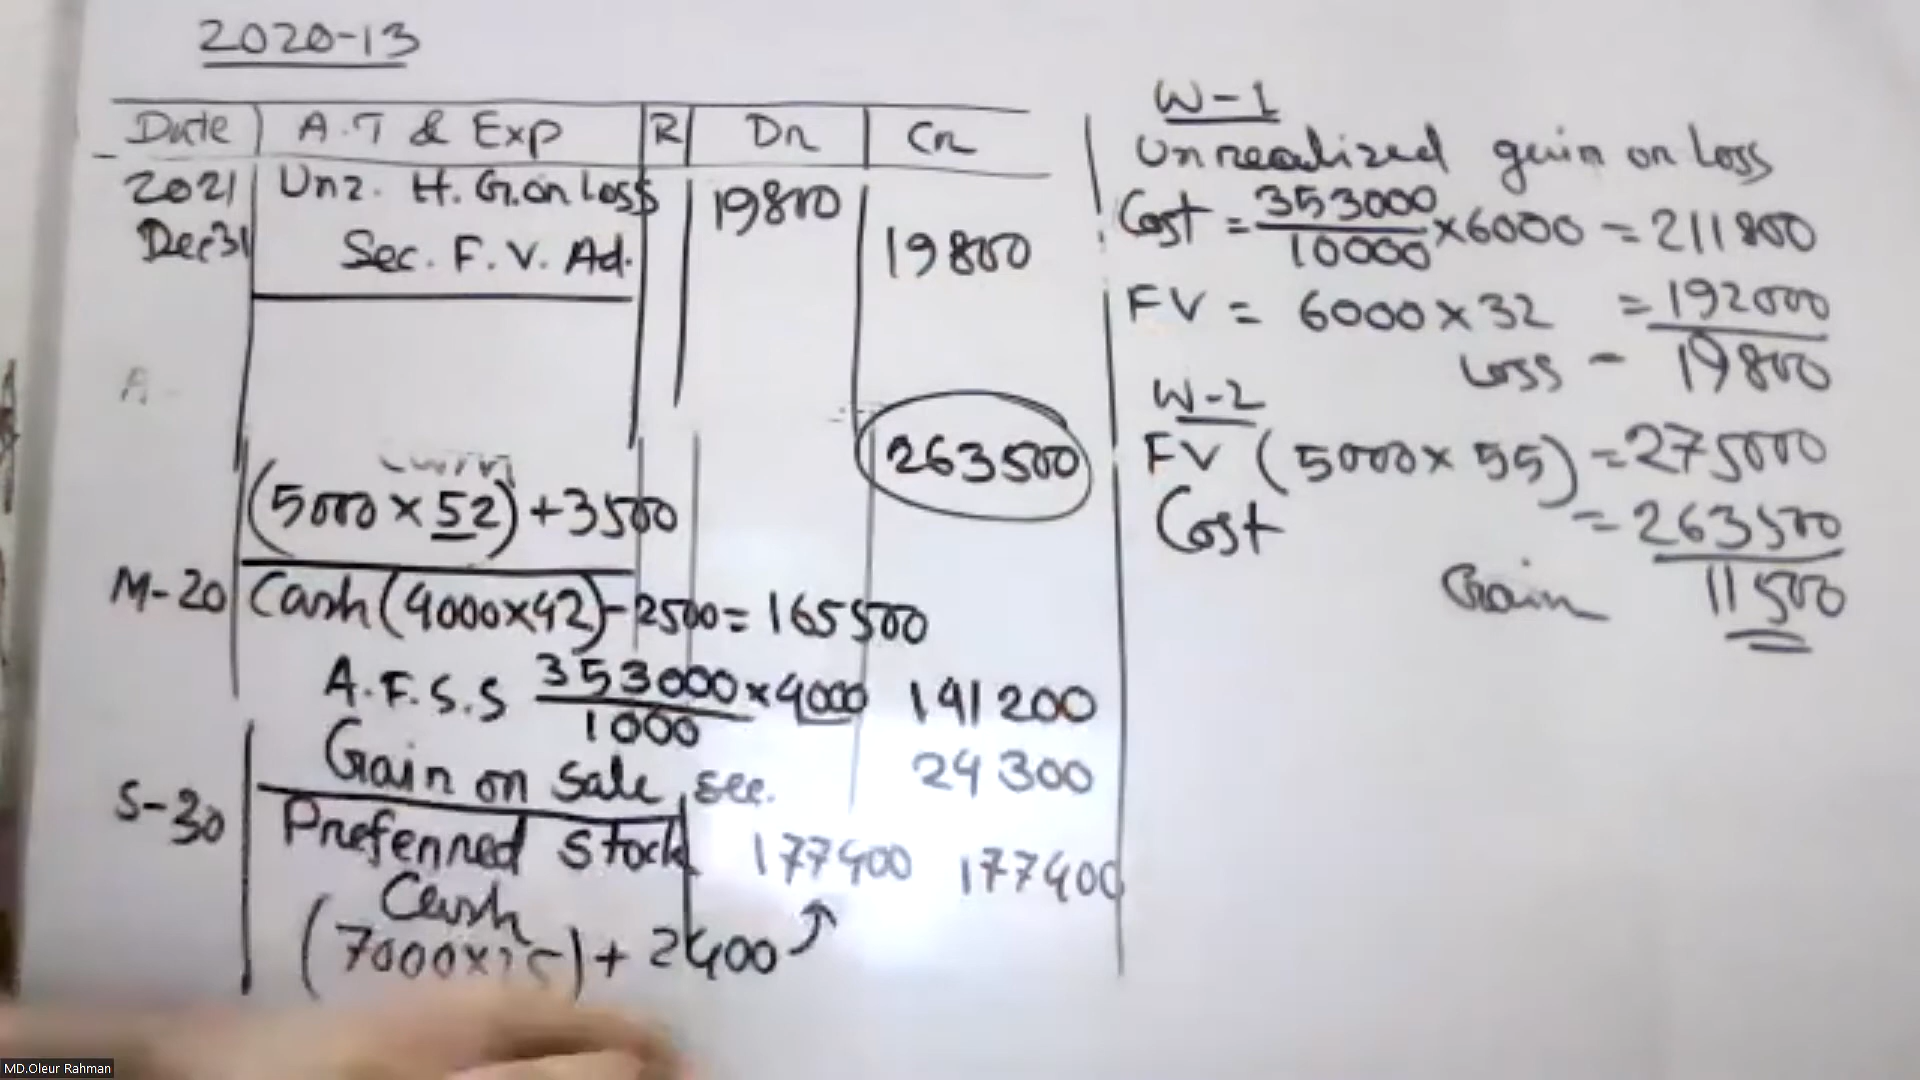 2020-13
Date A.T & Exp R Dr Cr
2021 Unr. H. G. on Loss 19800
Dec 31 Sec. F. V. Ad. 19800
263500
(5000 × 52) + 3500
M-20 Cash (4000×42) - 2500 = 165500
A.F.S.S 353000/1000 × 4000 141200
Gain on Sale sec. 24300
S-30 Preferred Stock 177400 177400
Cash
(7000×25) + 2400
W-1
Unrealized gain on Loss
Cost = 353000/10000 × 6000 = 211800
FV = 6000 × 32 = 192000
Loss - 19800
W-2
FV (5000 × 55) = 275000
Cost = 263500
Gain 11500
MD.Oleur Rahman